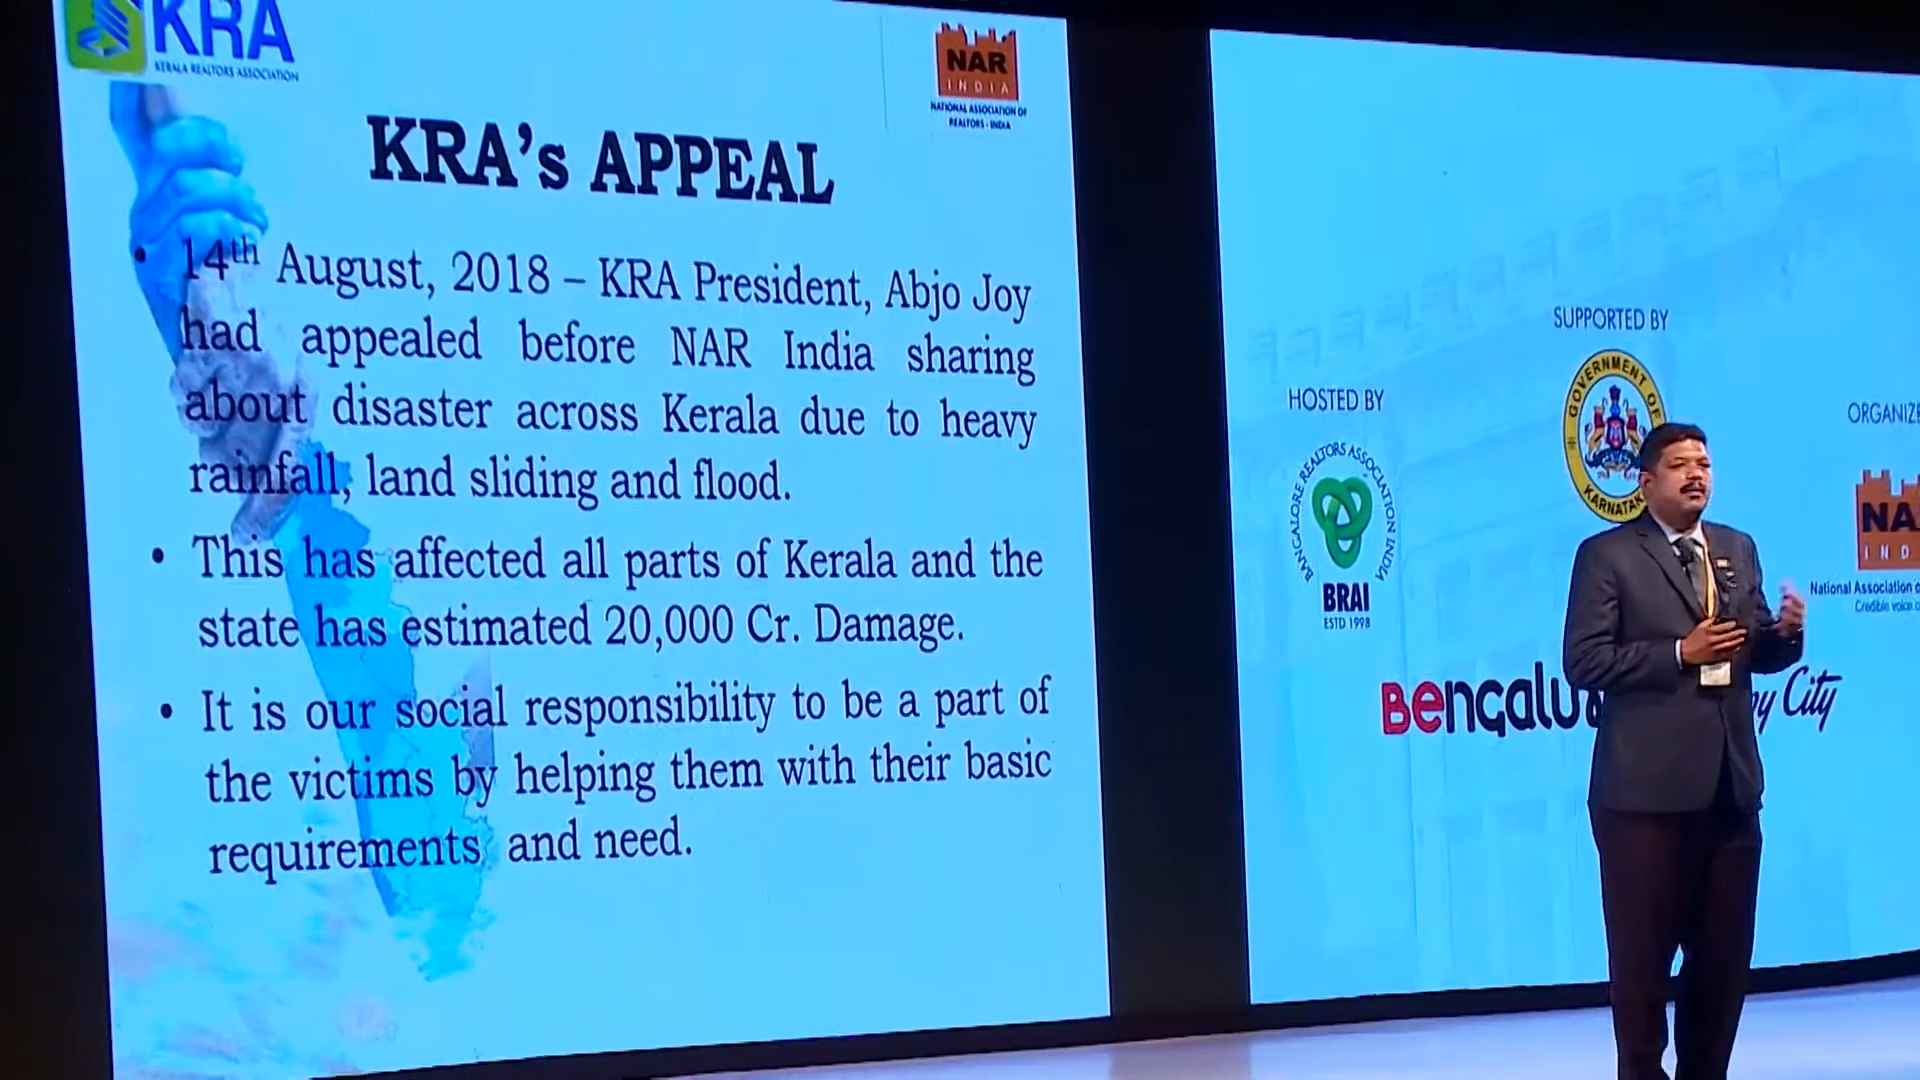 KRA
KERALA REALTORS ASSOCIATION
NAR
INDIA
NATIONAL ASSOCIATION OF
REALTORS - INDIA
KRA's APPEAL
• 14th August, 2018 – KRA President, Abjo Joy
had appealed before NAR India sharing
about disaster across Kerala due to heavy
rainfall, land sliding and flood.
• This has affected all parts of Kerala and the
state has estimated 20,000 Cr. Damage.
• It is our social responsibility to be a part of
the victims by helping them with their basic
requirements and need.
HOSTED BY
BANGALORE REALTORS ASSOCIATION INDIA
BRAI
ESTD 1998
SUPPORTED BY
GOVERNMENT OF
KARNATAK
ORGANIZE
NA
IND
National Association
Credible voice
Bengalu
City